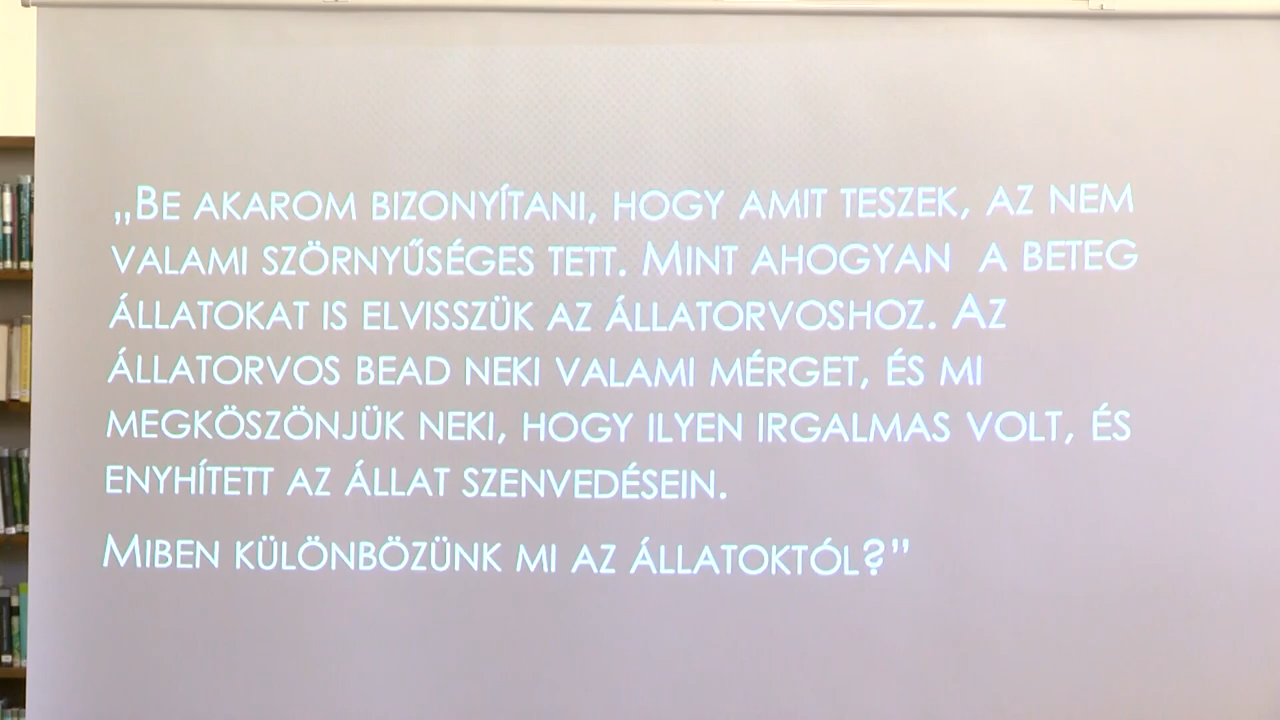 „Be akarom bizonyítani, hogy amit teszek, az nem
valami szörnyűséges tett. Mint ahogyan a beteg
állatokat is elvisszük az állatorvoshoz. Az
állatorvos bead neki valami mérget, és mi
megköszönjük neki, hogy ilyen irgalmas volt, és
enyhített az állat szenvedésein.
Miben különbözünk mi az állatoktól?”